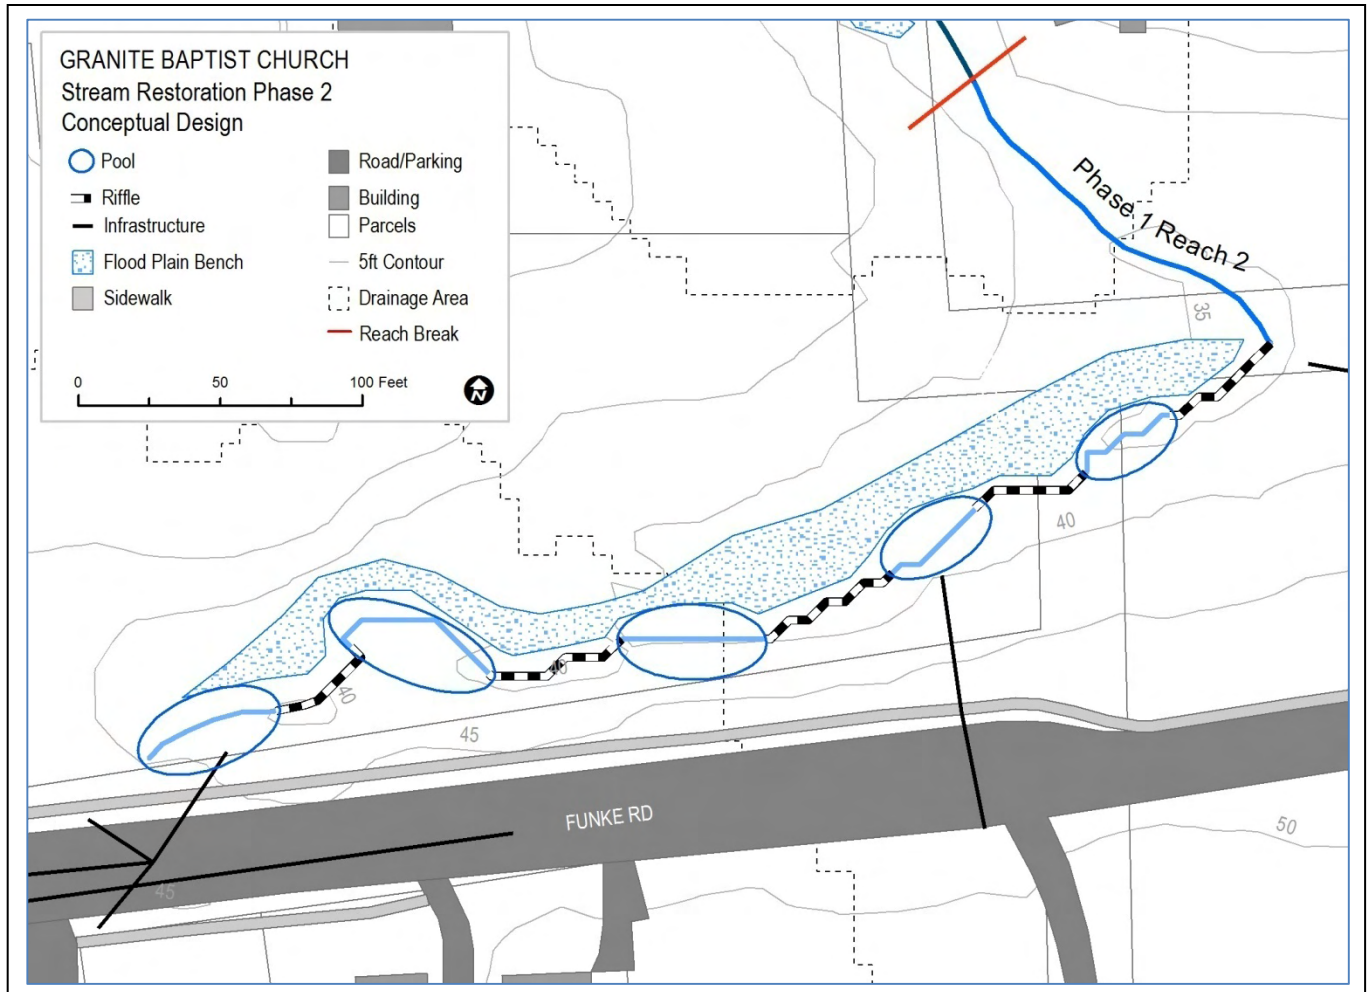 GRANITE BAPTIST CHURCH
Stream Restoration Phase 2
Conceptual Design
Pool
Riffle
Infrastructure
Flood Plain Bench
Sidewalk
Road/Parking
Building
Parcels
5ft Contour
Drainage Area
Reach Break
0 50 100 Feet
N
Phase 1 Reach 2
35
40
40
40
45
FUNKE RD
50
45